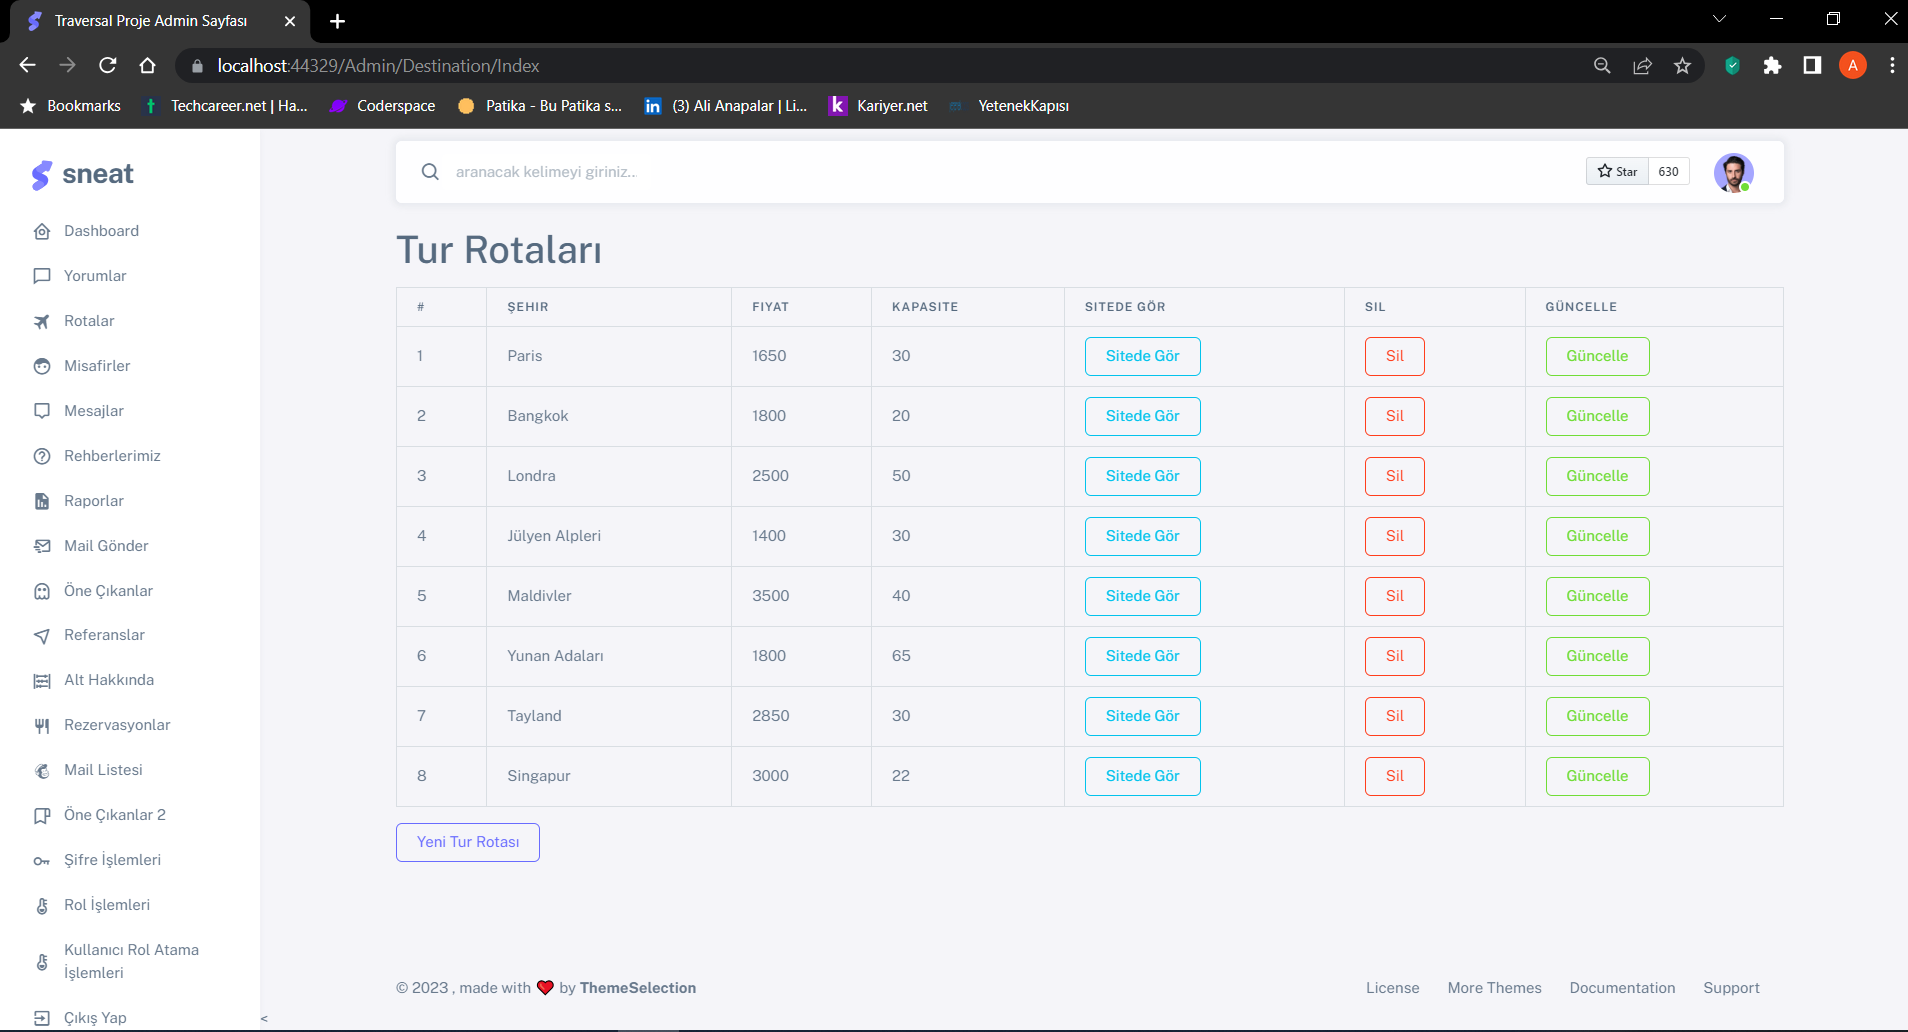 Traversal Proje Admin Sayfası
localhost:44329/Admin/Destination/Index
A
Bookmarks
Techcareer.net | Ha...
Coderspace
Patika - Bu Patika s...
in
(3) Ali Anapalar | Li...
k
Kariyer.net
YetenekKapısı
sneat
Dashboard
Yorumlar
Rotalar
Misafirler
Mesajlar
Rehberlerimiz
Raporlar
Mail Gönder
Öne Çıkanlar
Referanslar
Alt Hakkında
Rezervasyonlar
Mail Listesi
Öne Çıkanlar 2
Şifre İşlemleri
Rol İşlemleri
Kullanıcı Rol Atama
İşlemleri
Çıkış Yap
<
aranacak kelimeyi giriniz...
Star 630
Tur Rotaları
# ŞEHIR FIYAT KAPASITE SITEDE GÖR SIL GÜNCELLE
1 Paris 1650 30 Sitede Gör Sil Güncelle
2 Bangkok 1800 20 Sitede Gör Sil Güncelle
3 Londra 2500 50 Sitede Gör Sil Güncelle
4 Jülyen Alpleri 1400 30 Sitede Gör Sil Güncelle
5 Maldivler 3500 40 Sitede Gör Sil Güncelle
6 Yunan Adaları 1800 65 Sitede Gör Sil Güncelle
7 Tayland 2850 30 Sitede Gör Sil Güncelle
8 Singapur 3000 22 Sitede Gör Sil Güncelle
Yeni Tur Rotası
© 2023 , made with ❤️ by ThemeSelection
License More Themes Documentation Support